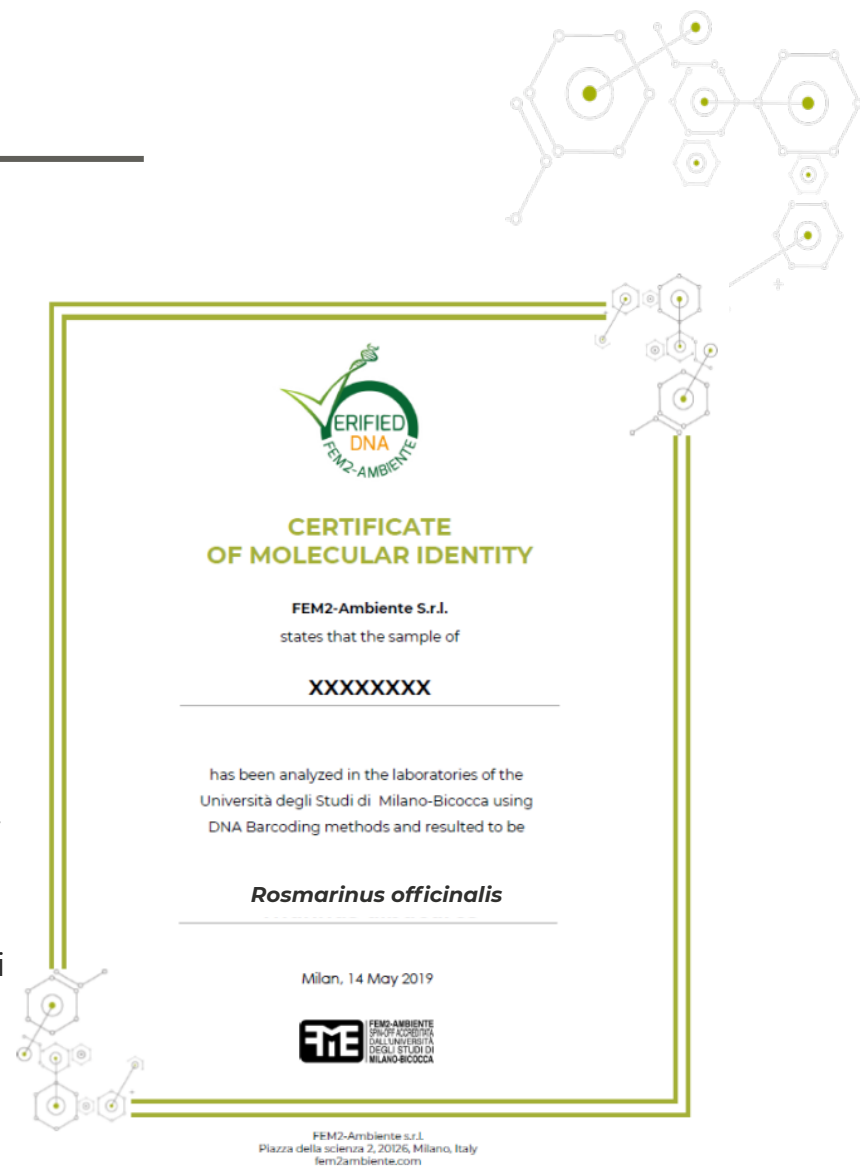 VERIFIED
DNA
FEM2-AMBIENTE
CERTIFICATE
OF MOLECULAR IDENTITY
FEM2-Ambiente S.r.l.
states that the sample of
XXXXXXXX
has been analyzed in the laboratories of the
Università degli Studi di Milano-Bicocca using
DNA Barcoding methods and resulted to be
Rosmarinus officinalis
i
Milan, 14 May 2019
FME
FEM2-AMBIENTE
SPIN-OFF ACCREDITATA
DALL'UNIVERSITÀ
DEGLI STUDI DI
MILANO-BICOCCA
FEM2-Ambiente s.r.l.
Piazza della scienza 2, 20126, Milano, Italy
fem2ambiente.com